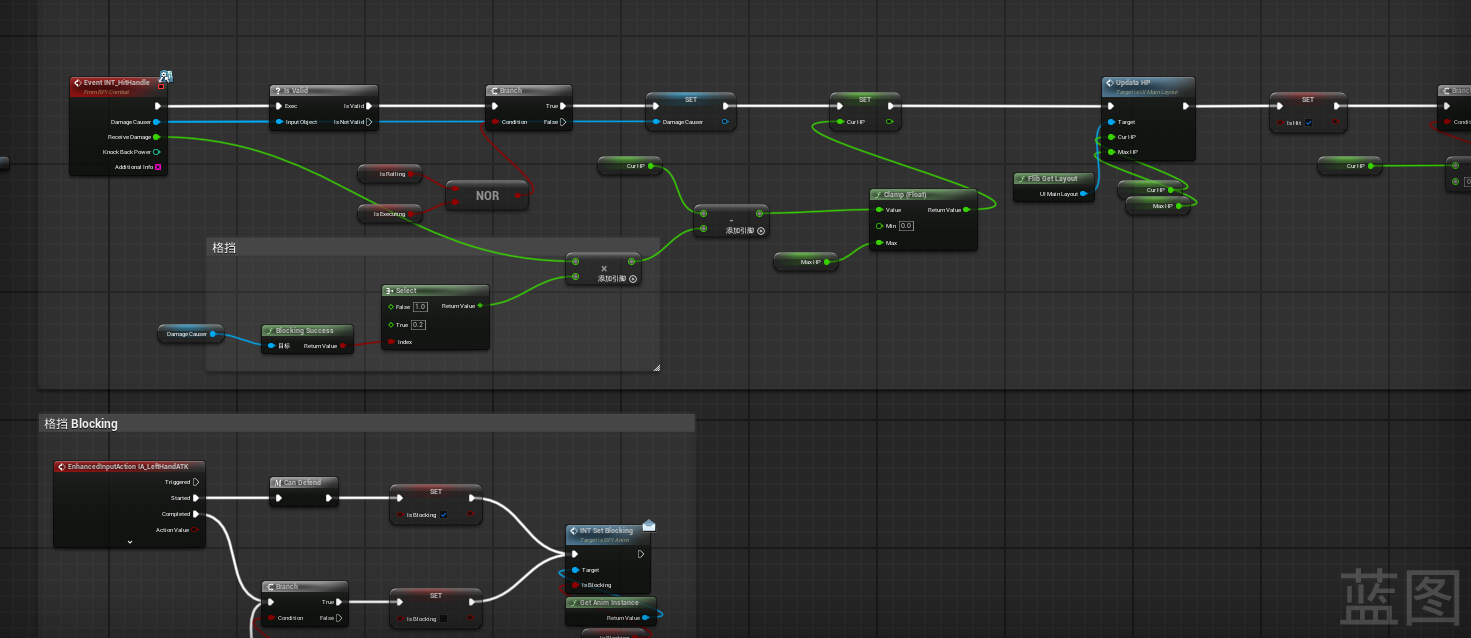 Event INT_HitHandle
From BPI Combat
Damage Causer
Receive Damage
Knock Back Power
Additional Info
? Is Valid
Exec
Is Valid
Input Object
Is Not Valid
Branch
True
Condition
False
SET
Damage Causer
SET
Cur HP
Updata HP
Target is UI Main Layout
Target
Cur HP
Max HP
SET
Is Hit
Branch
Conditi
Is Rolling
Is Executing
NOR
Cur HP
-
添加引脚
Clamp (Float)
Value
Return Value
Min 0.0
Max
Max HP
Flib Get Layout
UI Main Layout
Cur HP
Max HP
Cur HP
格挡
x
添加引脚
Select
False 1.0
Return Value
True 0.2
Index
Damage Causer
Blocking Success
目标
Return Value
格挡 Blocking
EnhancedInputAction IA_LeftHandATK
Triggered
Started
Completed
Action Value
Can Defend
SET
Is Blocking
INT Set Blocking
Target is BPI Anim
Target
Is Blocking
Branch
True
Condition
False
SET
Is Blocking
Get Anim Instance
Return Value
Is Blocking
蓝图